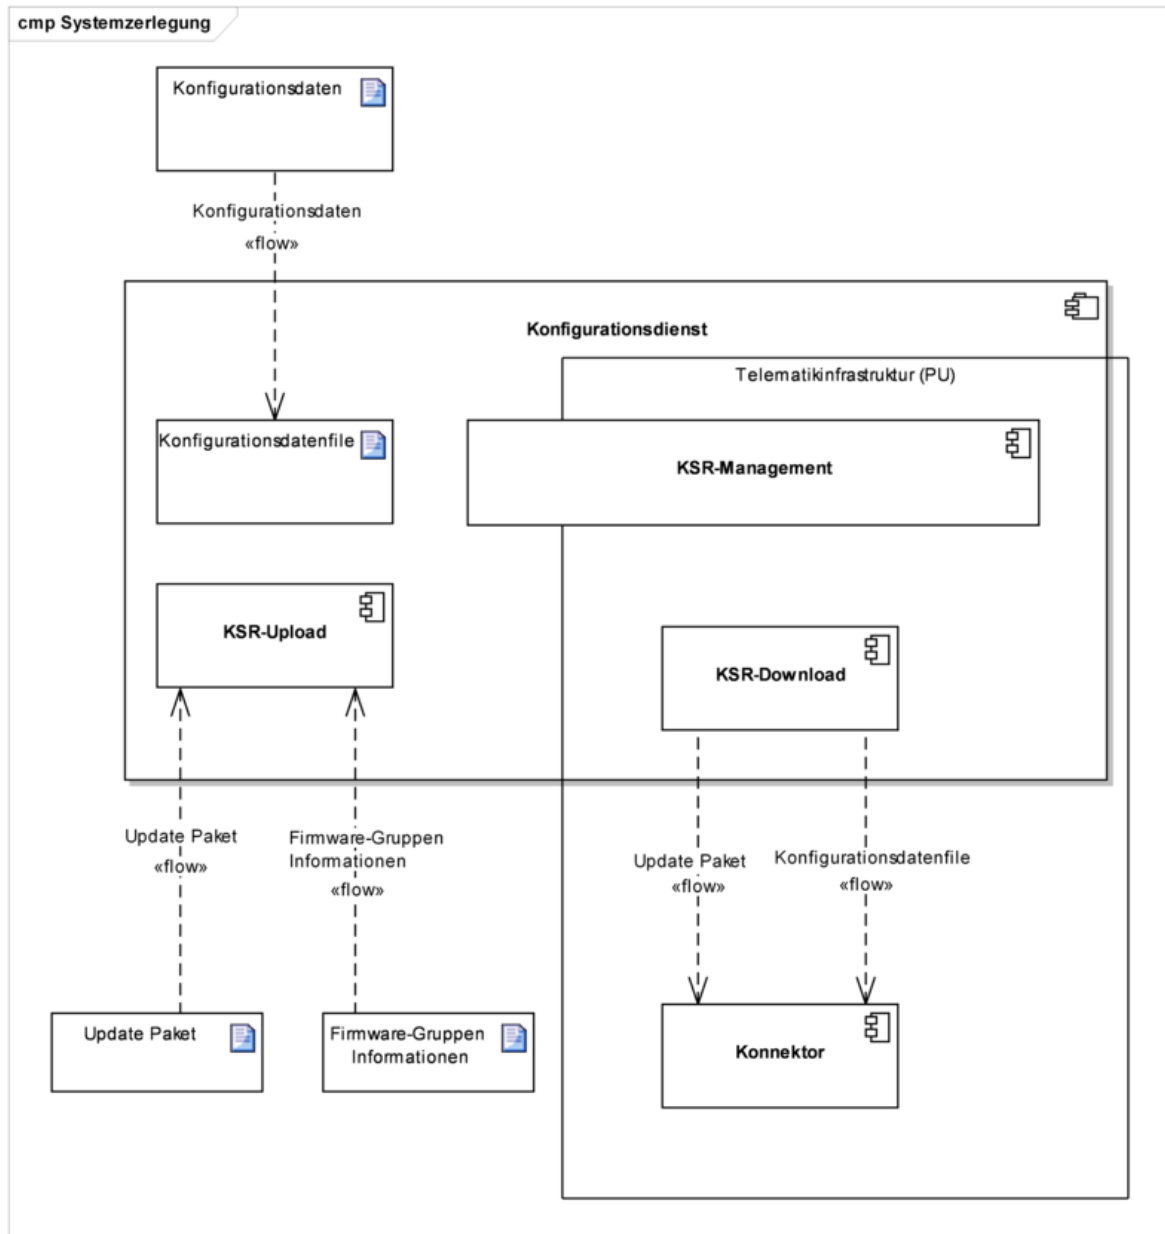 cmp Systemzerlegung
Konfigurationsdaten
Konfigurationsdaten
«flow»
Konfigurationsdienst
Telematikinfrastruktur (PU)
Konfigurationsdatenfile
KSR-Management
KSR-Upload
KSR-Download
Update Paket
«flow»
Firmware-Gruppen
Informationen
«flow»
Update Paket
«flow»
Konfigurationsdatenfile
«flow»
Update Paket
Firmware-Gruppen
Informationen
Konnektor